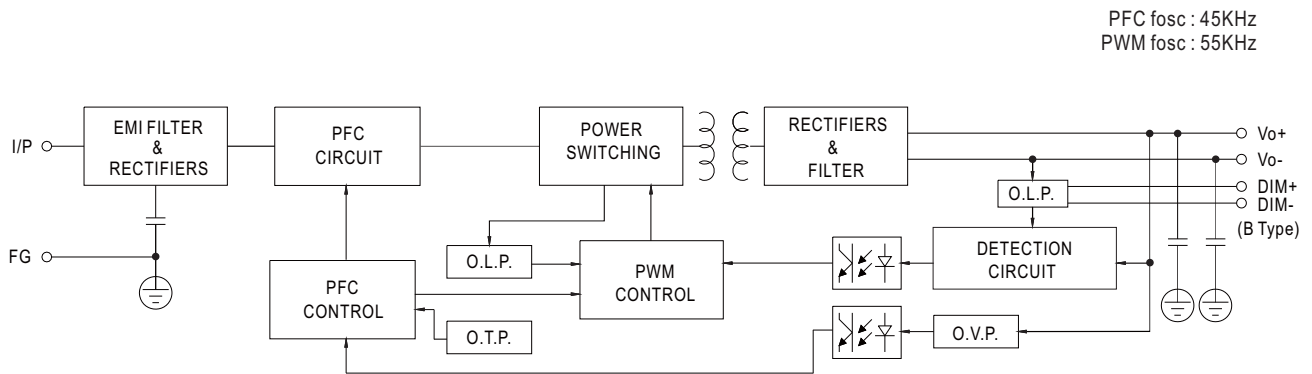 PFC fosc : 45KHz
PWM fosc : 55KHz
I/P
EMI FILTER
&
RECTIFIERS
PFC
CIRCUIT
POWER
SWITCHING
RECTIFIERS
&
FILTER
Vo+
Vo-
DIM+
DIM-
(B Type)
O.L.P.
FG
O.L.P.
PWM
CONTROL
DETECTION
CIRCUIT
PFC
CONTROL
O.T.P.
O.V.P.